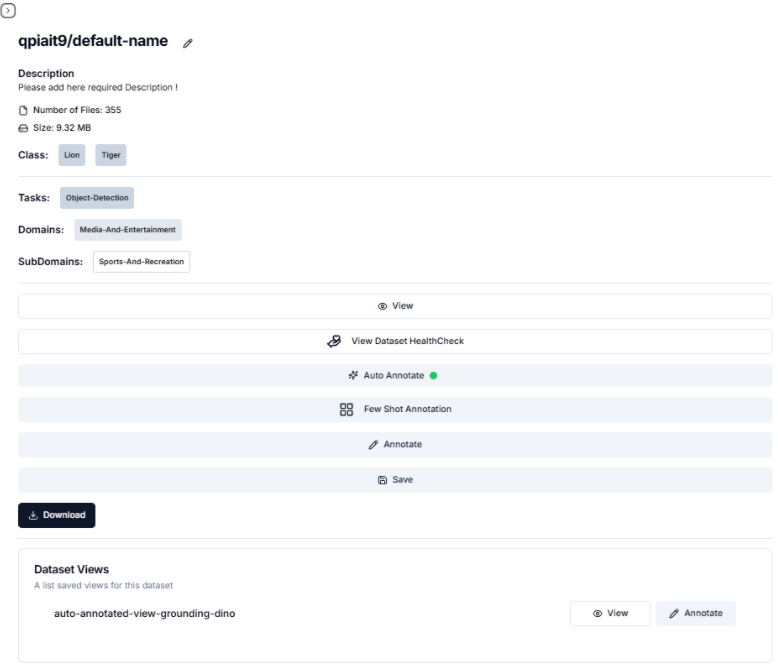 qpiait9/default-name
Description
Please add here required Description !
Number of Files: 355
Size: 9.32 MB
Class: Lion Tiger
Tasks: Object-Detection
Domains: Media-And-Entertainment
SubDomains: Sports-And-Recreation
View
View Dataset HealthCheck
Auto Annotate
Few Shot Annotation
Annotate
Save
Download
Dataset Views
A list saved views for this dataset
auto-annotated-view-grounding-dino View Annotate